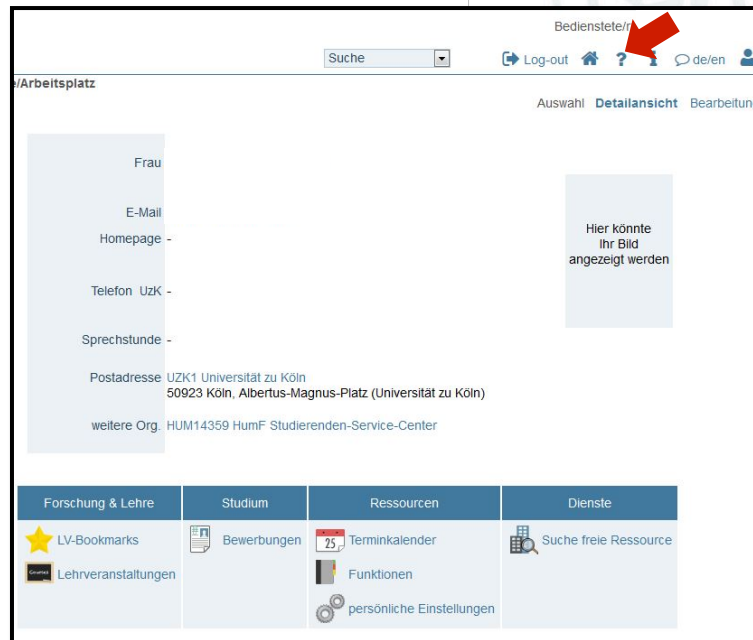 Bedienstete/r
Suche
Log-out ? de/en
/Arbeitsplatz
Auswahl Detailansicht Bearbeitun
Frau
E-Mail
Homepage -
Telefon UzK -
Sprechstunde -
Postadresse UZK1 Universität zu Köln
50923 Köln, Albertus-Magnus-Platz (Universität zu Köln)
weitere Org. HUM14359 HumF Studierenden-Service-Center
Hier könnte
Ihr Bild
angezeigt werden
Forschung & Lehre Studium Ressourcen Dienste
LV-Bookmarks Bewerbungen 25 Terminkalender Suche freie Ressource
Lehrveranstaltungen Funktionen
persönliche Einstellungen